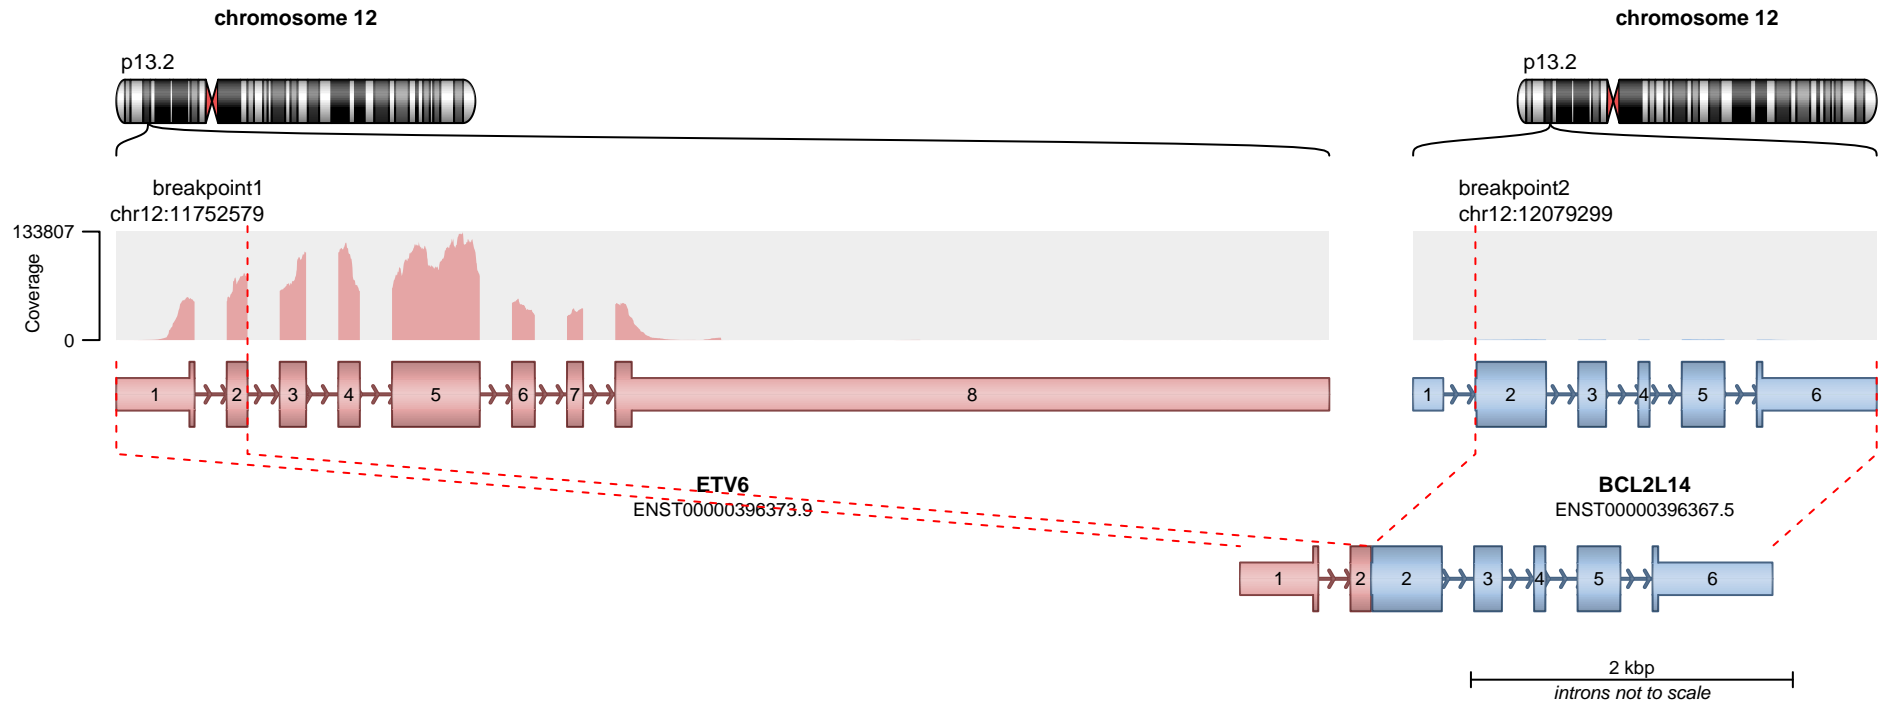 chromosome 12
chromosome 12
p13.2
p13.2
breakpoint1
chr12:11752579
breakpoint2
chr12:12079299
133807
Coverage
0
1 2 3 4 5 6 7 8
1 2 3 4 5 6
ETV6
ENST00000396373.9
BCL2L14
ENST00000396367.5
1 2 2 3 4 5 6
2 kbp
introns not to scale